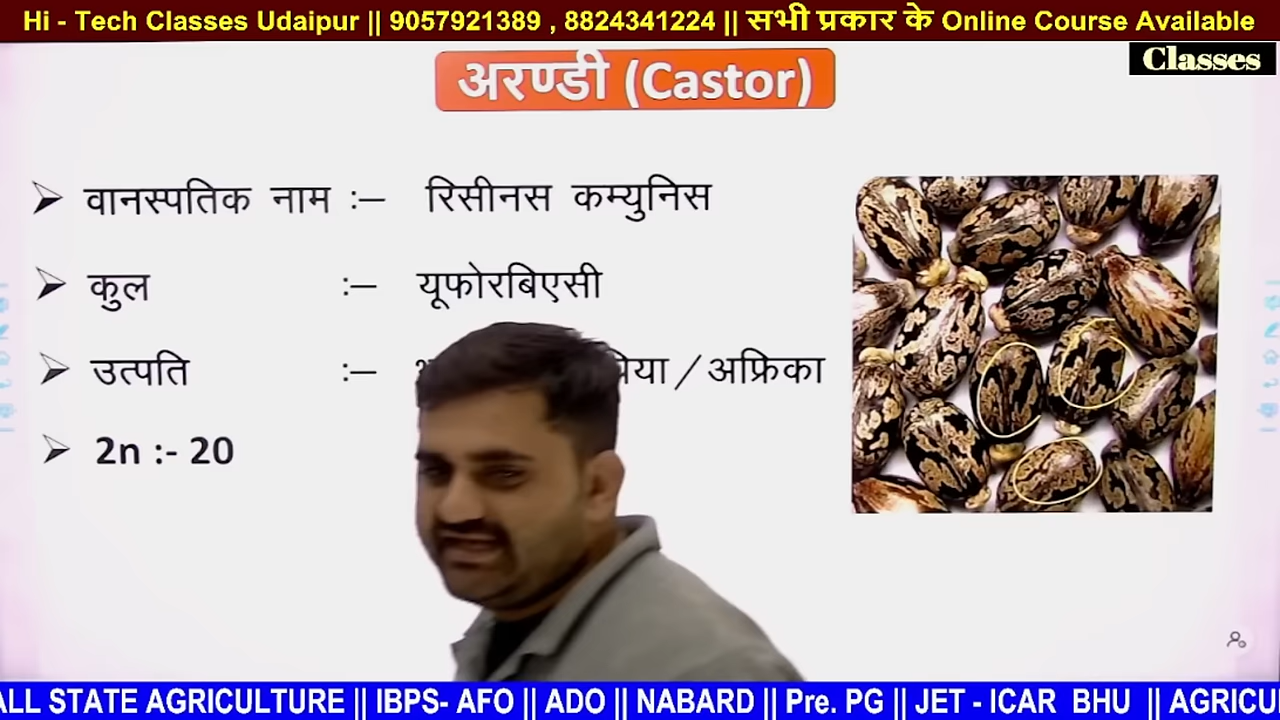 Hi - Tech Classes Udaipur || 9057921389 , 8824341224 || सभी प्रकार के Online Course Available
Classes
अरण्डी (Castor)
➢ वानस्पतिक नाम :– रिसीनस कम्युनिस
➢ कुल :– यूफोरबिएसी
➢ उत्पति :– / अफ्रिका
➢ 2n :- 20
ALL STATE AGRICULTURE || IBPS- AFO || ADO || NABARD || Pre. PG || JET - ICAR BHU || AGRICU